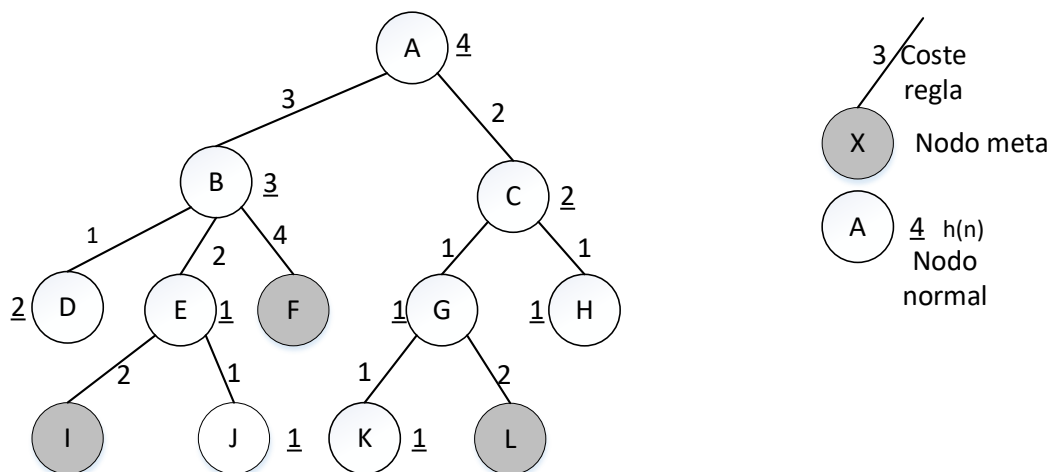 A 4
3 2
B 3
C 2
1 2 4
1 1
2 D
E 1
F
1 G
1 H
2 1
1 2
I
J 1
K 1
L
3 Coste
regla
X Nodo meta
A 4 h(n)
Nodo
normal